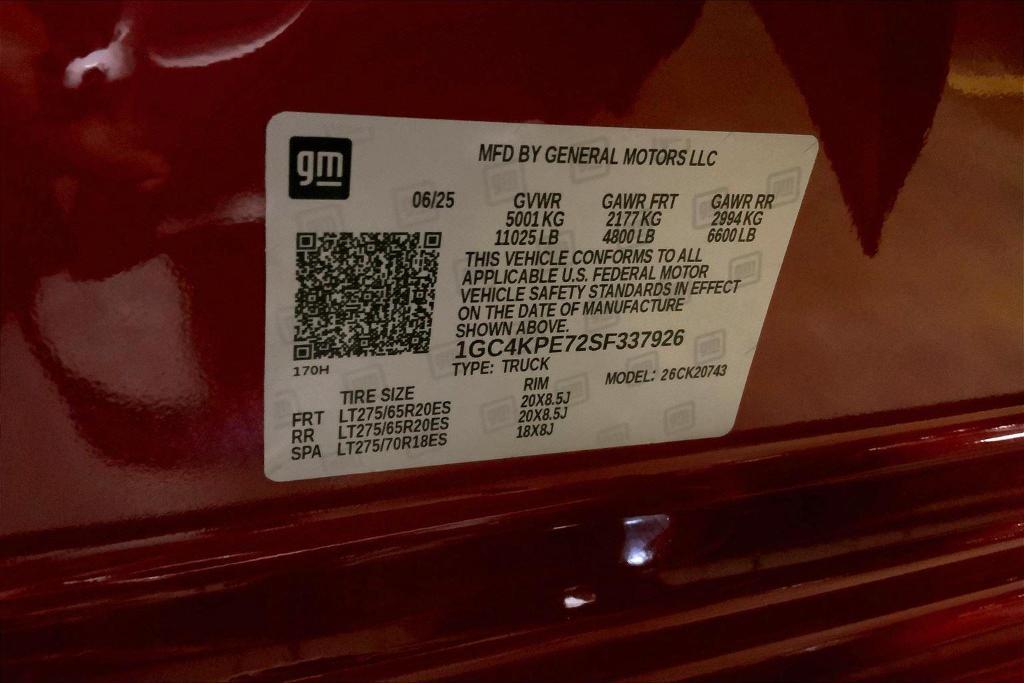 gm
MFD BY GENERAL MOTORS LLC
06/25 GVWR GAWR FRT GAWR RR
5001 KG 2177 KG 2994 KG
11025 LB 4800 LB 6600 LB
THIS VEHICLE CONFORMS TO ALL
APPLICABLE U.S. FEDERAL MOTOR
VEHICLE SAFETY STANDARDS IN EFFECT
ON THE DATE OF MANUFACTURE
SHOWN ABOVE.
1GC4KPE72SF337926
170H
TYPE: TRUCK MODEL: 26CK20743
TIRE SIZE RIM
FRT LT275/65R20ES 20X8.5J
RR LT275/65R20ES 20X8.5J
SPA LT275/70R18ES 18X8J